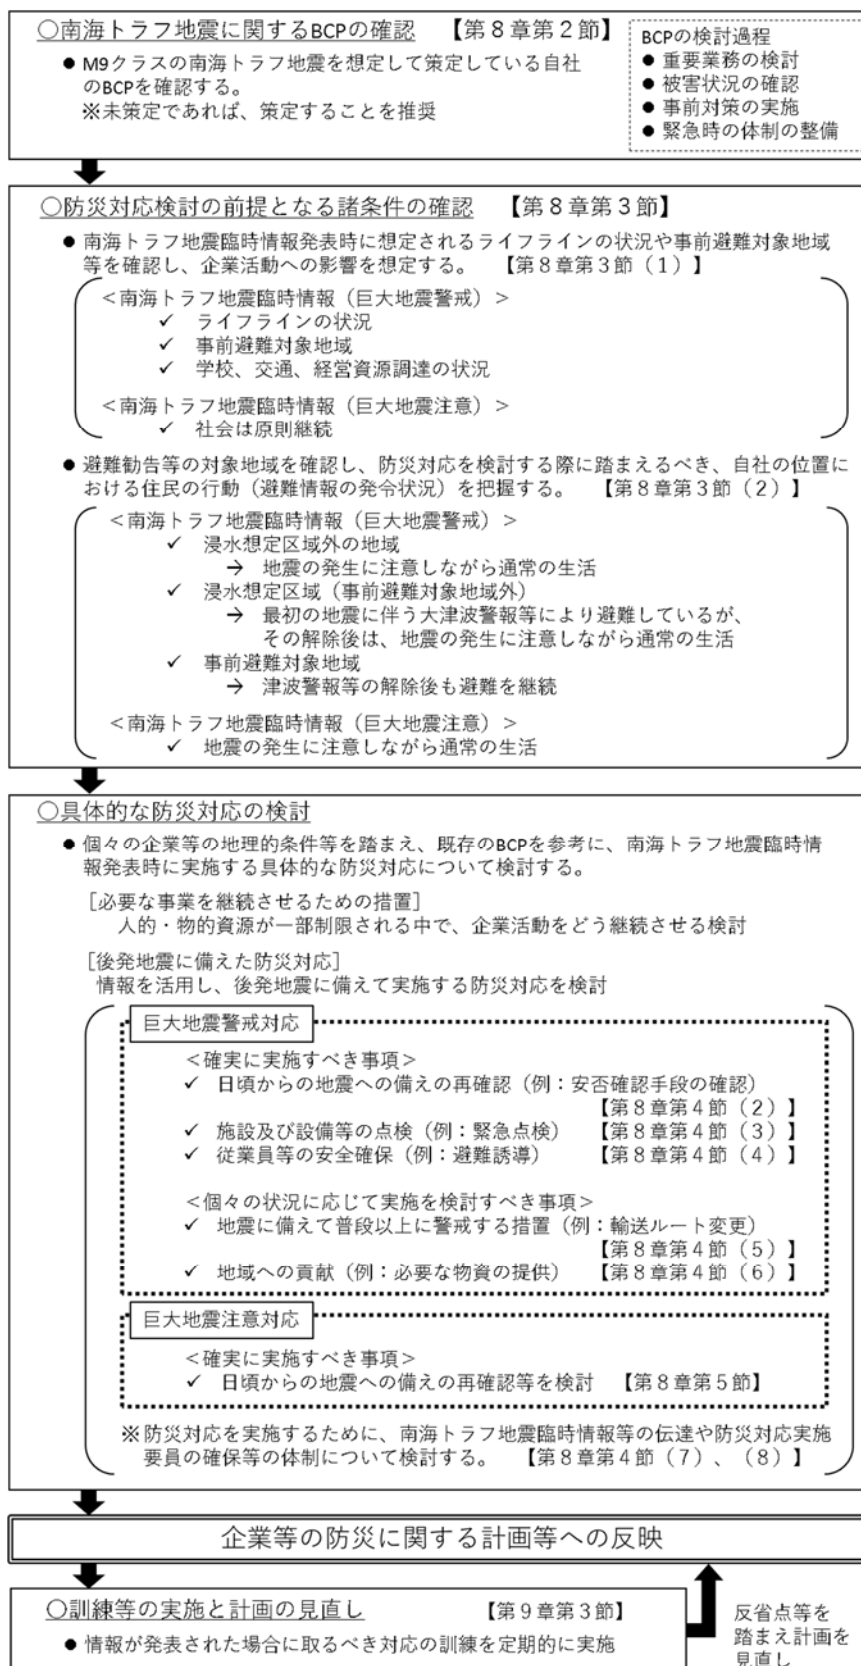 ○南海トラフ地震に関するBCPの確認　【第８章第２節】
● M9クラスの南海トラフ地震を想定して策定している自社
のBCPを確認する。
※未策定であれば、策定することを推奨
BCPの検討過程
● 重要業務の検討
● 被害状況の確認
● 事前対策の実施
● 緊急時の体制の整備
○防災対応検討の前提となる諸条件の確認　【第８章第３節】
● 南海トラフ地震臨時情報発表時に想定されるライフラインの状況や事前避難対象地域
等を確認し、企業活動への影響を想定する。　【第８章第３節（１）】
＜南海トラフ地震臨時情報（巨大地震警戒）＞
✓ ライフラインの状況
✓ 事前避難対象地域
✓ 学校、交通、経営資源調達の状況
＜南海トラフ地震臨時情報（巨大地震注意）＞
✓ 社会は原則継続
● 避難勧告等の対象地域を確認し、防災対応を検討する際に踏まえるべき、自社の位置に
おける住民の行動（避難情報の発令状況）を把握する。　【第８章第３節（２）】
＜南海トラフ地震臨時情報（巨大地震警戒）＞
✓ 浸水想定区域外の地域
→ 地震の発生に注意しながら通常の生活
✓ 浸水想定区域（事前避難対象地域外）
→ 最初の地震に伴う大津波警報等により避難しているが、
その解除後は、地震の発生に注意しながら通常の生活
✓ 事前避難対象地域
→ 津波警報等の解除後も避難を継続
＜南海トラフ地震臨時情報（巨大地震注意）＞
✓ 地震の発生に注意しながら通常の生活
○具体的な防災対応の検討
● 個々の企業等の地理的条件等を踏まえ、既存のBCPを参考に、南海トラフ地震臨時情
報発表時に実施する具体的な防災対応について検討する。
［必要な事業を継続させるための措置］
人的・物的資源が一部制限される中で、企業活動をどう継続させる検討
［後発地震に備えた防災対応］
情報を活用し、後発地震に備えて実施する防災対応を検討
巨大地震警戒対応
＜確実に実施すべき事項＞
✓ 日頃からの地震への備えの再確認（例：安否確認手段の確認）
【第８章第４節（２）】
✓ 施設及び設備等の点検（例：緊急点検）　【第８章第４節（３）】
✓ 従業員等の安全確保（例：避難誘導）　【第８章第４節（４）】
＜個々の状況に応じて実施を検討すべき事項＞
✓ 地震に備えて普段以上に警戒する措置（例：輸送ルート変更）
【第８章第４節（５）】
✓ 地域への貢献（例：必要な物資の提供）　【第８章第４節（６）】
巨大地震注意対応
＜確実に実施すべき事項＞
✓ 日頃からの地震への備えの再確認等を検討　【第８章第５節】
※防災対応を実施するために、南海トラフ地震臨時情報等の伝達や防災対応実施
要員の確保等の体制について検討する。　【第８章第４節（７）、（８）】
企業等の防災に関する計画等への反映
○訓練等の実施と計画の見直し　【第９章第３節】
● 情報が発表された場合に取るべき対応の訓練を定期的に実施
反省点等を
踏まえ計画を
見直し